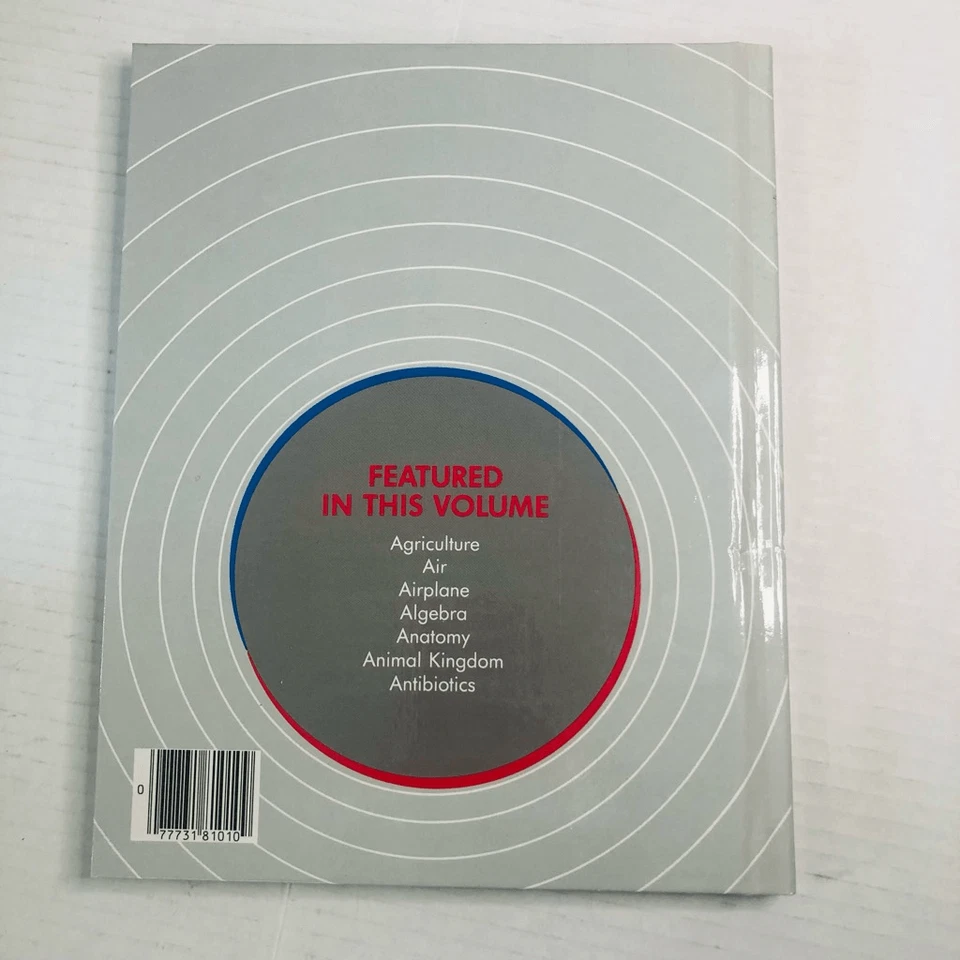 FEATURED
IN THIS VOLUME
Agriculture
Air
Airplane
Algebra
Anatomy
Animal Kingdom
Antibiotics
0 77731 81010